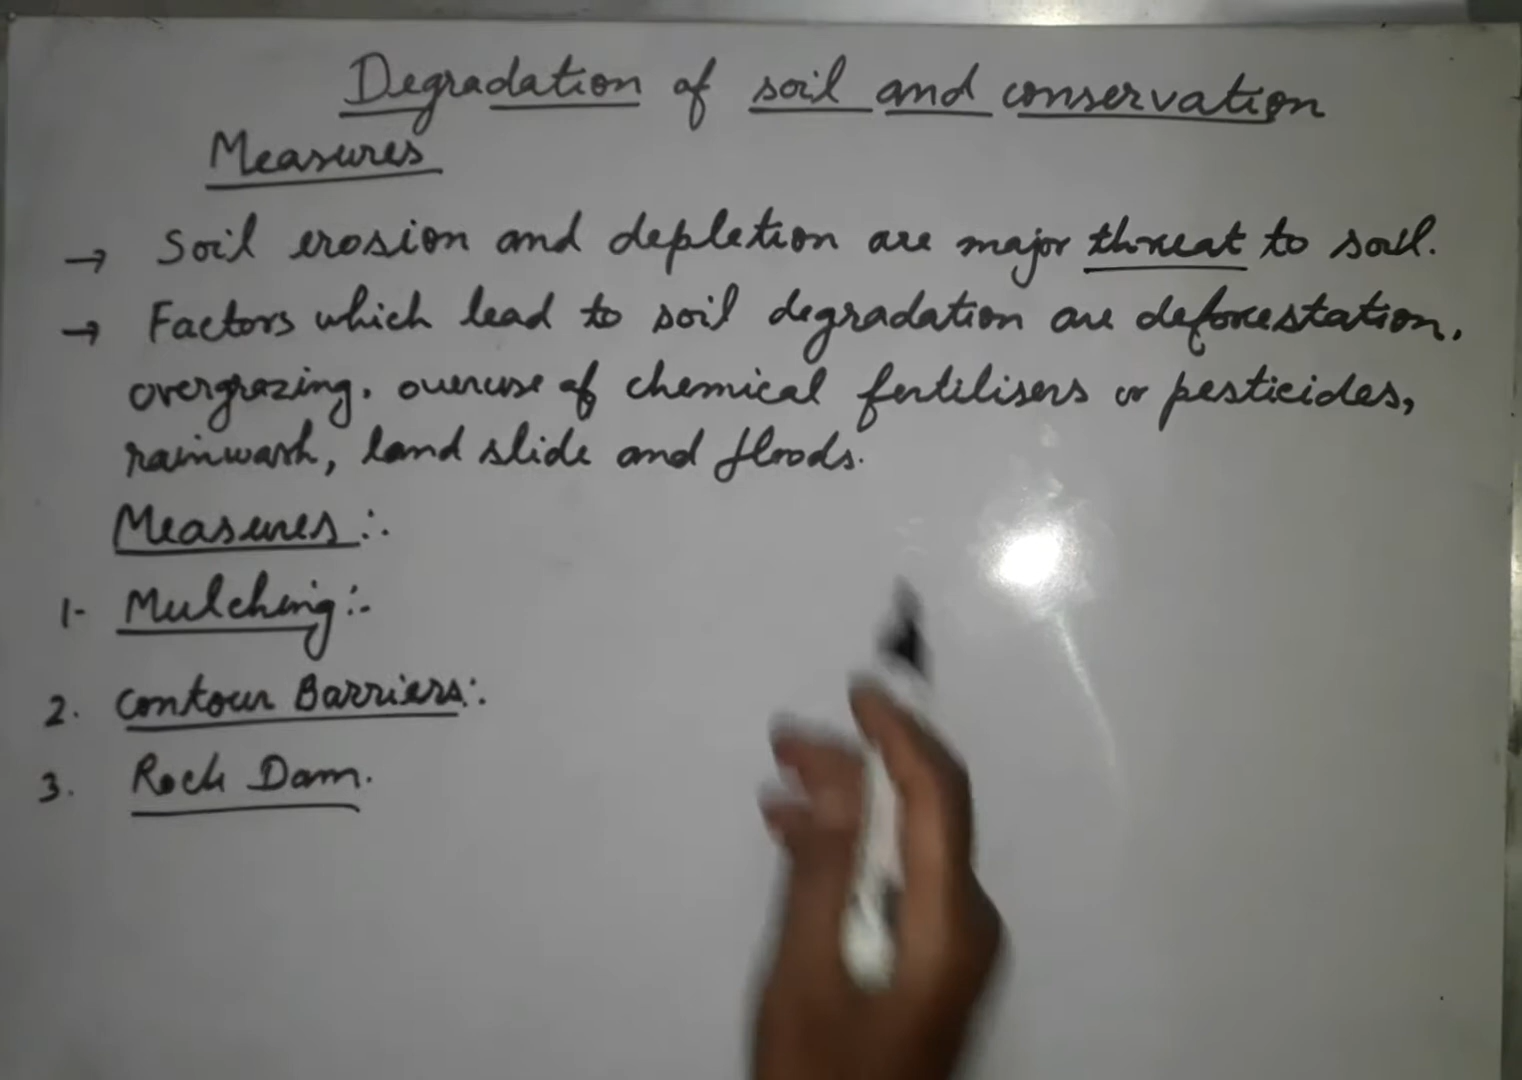 Degradation of soil and conservation
Measures
→ Soil erosion and depletion are major threat to soil.
→ Factors which lead to soil degradation are deforestation,
overgrazing, overuse of chemical fertilisers or pesticides,
rainwash, land slide and floods.
Measures :-
1- Mulching :-
2. Contour Barriers :-
3. Rock Dam.